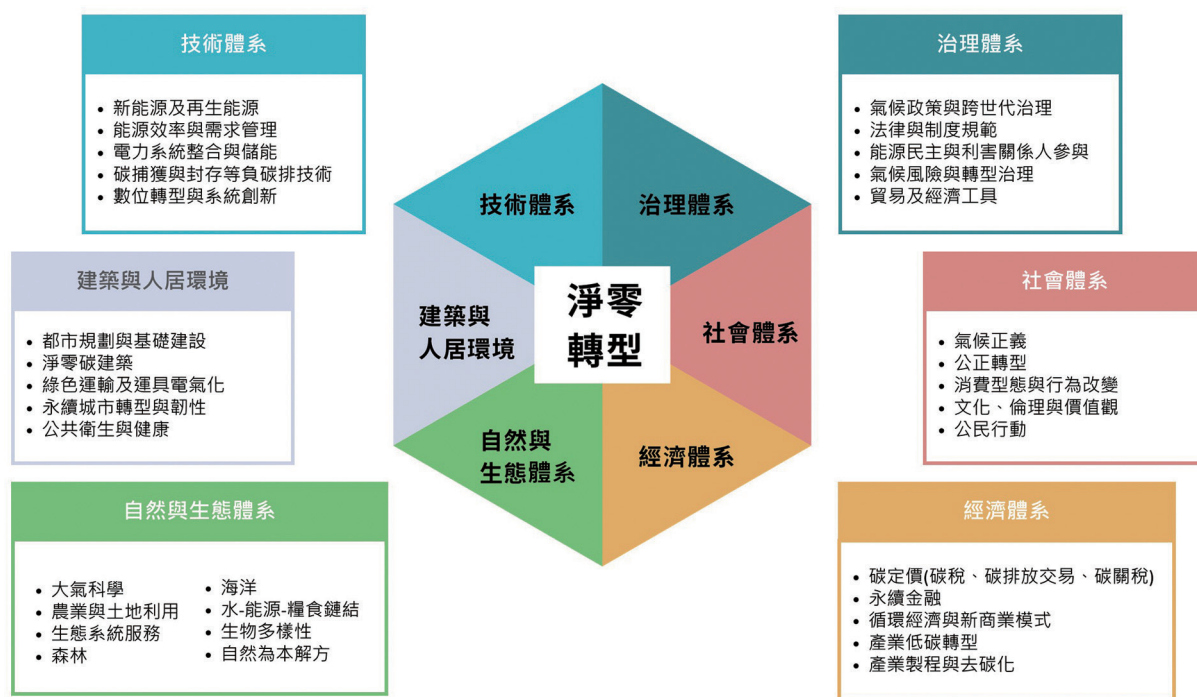 技術體系
• 新能源及再生能源
• 能源效率與需求管理
• 電力系統整合與儲能
• 碳捕獲與封存等負碳排技術
• 數位轉型與系統創新
治理體系
• 氣候政策與跨世代治理
• 法律與制度規範
• 能源民主與利害關係人參與
• 氣候風險與轉型治理
• 貿易及經濟工具
建築與人居環境
• 都市規劃與基礎建設
• 淨零碳建築
• 綠色運輸及運具電氣化
• 永續城市轉型與韌性
• 公共衛生與健康
技術體系
治理體系
建築與
人居環境
淨零
轉型
社會體系
自然與
生態體系
經濟體系
社會體系
• 氣候正義
• 公正轉型
• 消費型態與行為改變
• 文化、倫理與價值觀
• 公民行動
自然與生態體系
• 大氣科學
• 農業與土地利用
• 生態系統服務
• 森林
• 海洋
• 水-能源-糧食鏈結
• 生物多樣性
• 自然為本解方
經濟體系
• 碳定價(碳稅、碳排放交易、碳關稅)
• 永續金融
• 循環經濟與新商業模式
• 產業低碳轉型
• 產業製程與去碳化